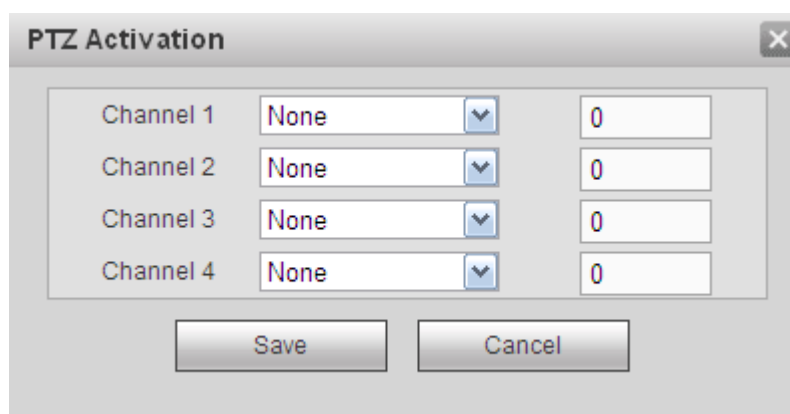 PTZ Activation
Channel 1 None 0
Channel 2 None 0
Channel 3 None 0
Channel 4 None 0
Save Cancel